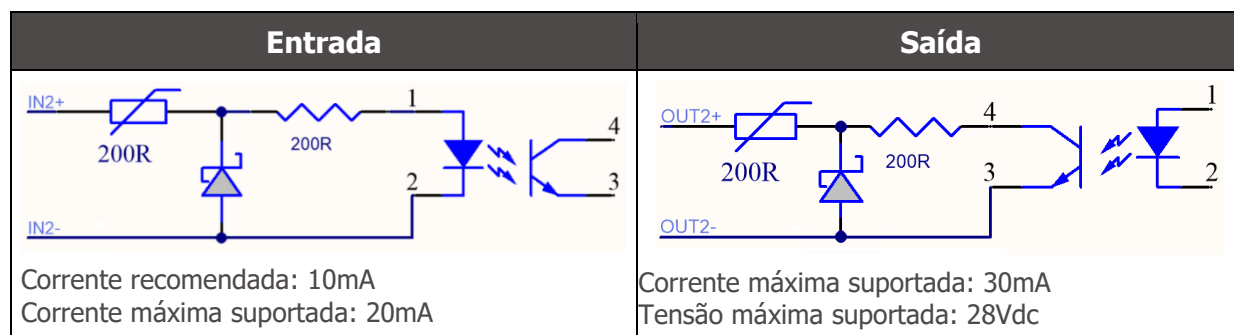 Entrada
Saída
IN2+
200R
200R
1
2
4
3
IN2-
Corrente recomendada: 10mA
Corrente máxima suportada: 20mA
OUT2+
200R
200R
4
3
1
2
OUT2-
Corrente máxima suportada: 30mA
Tensão máxima suportada: 28Vdc